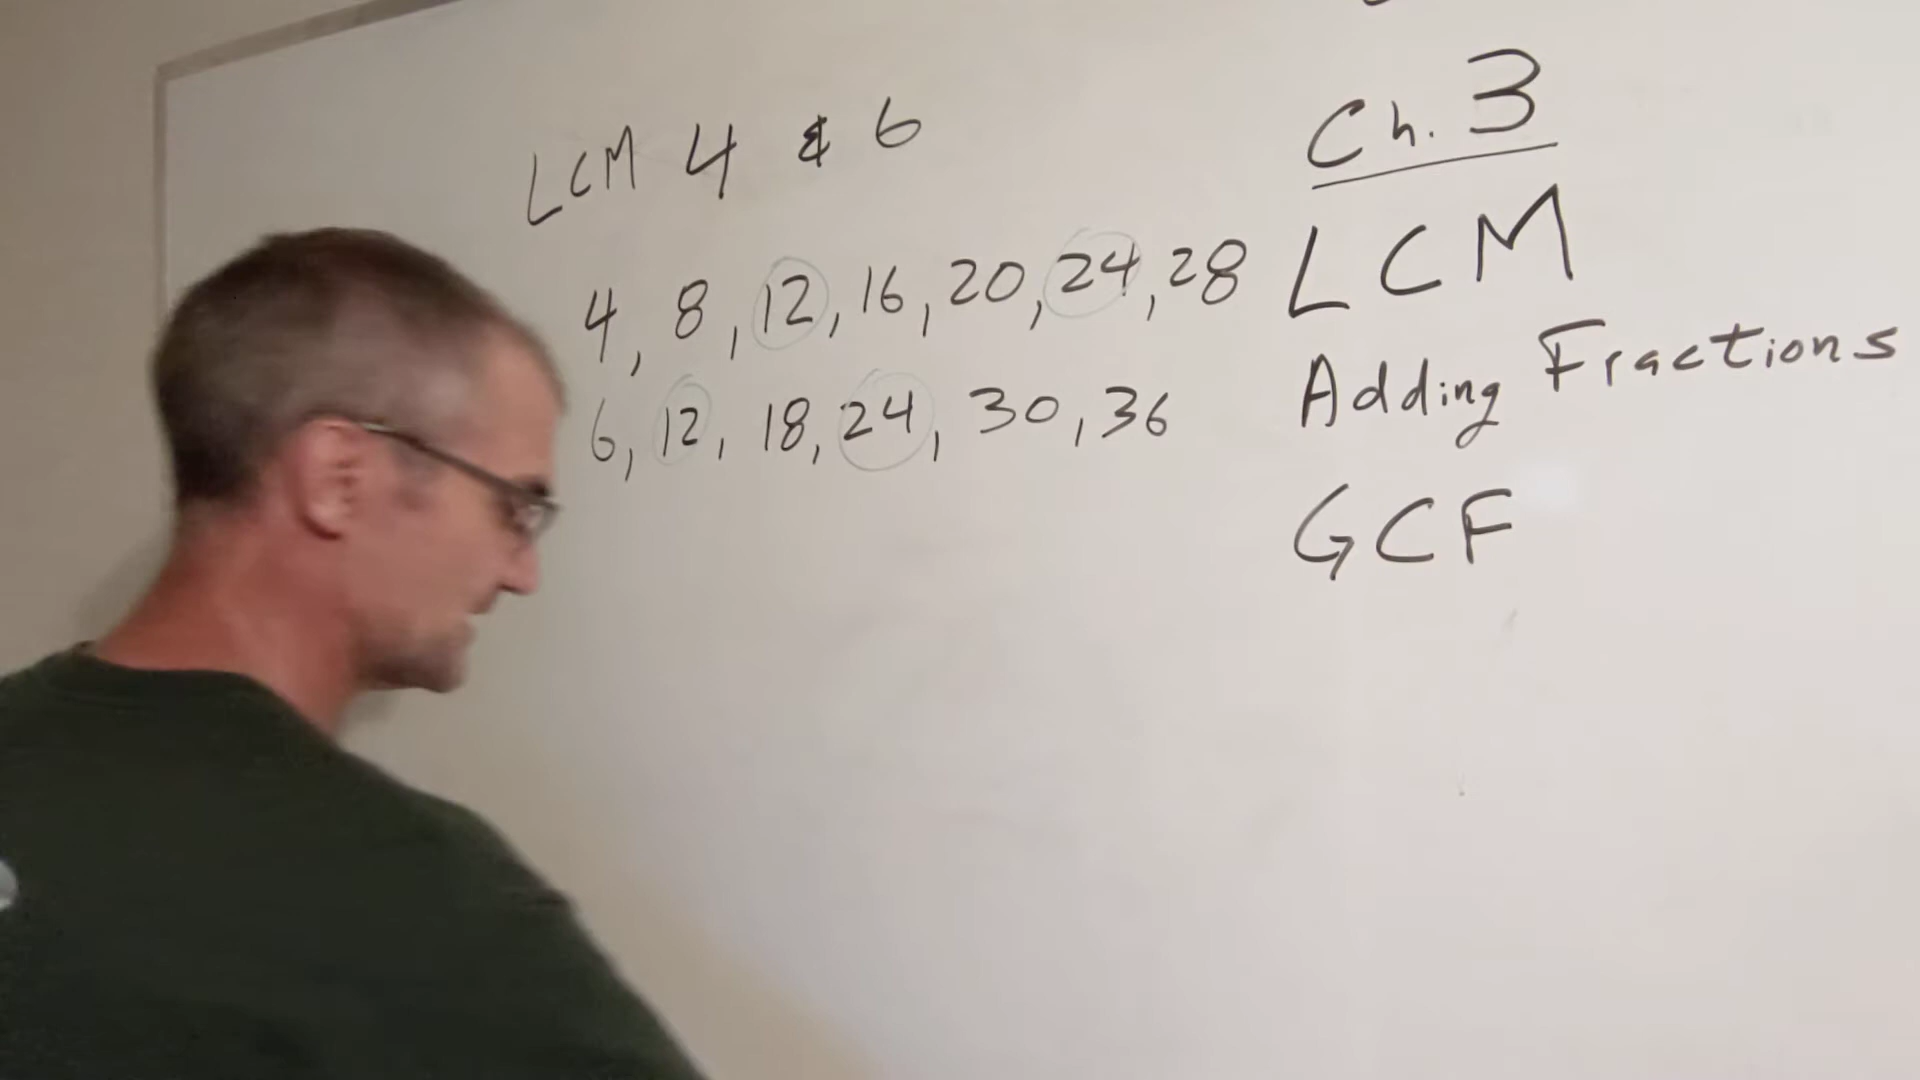 LCM 4 & 6
4, 8, 12, 16, 20, 24, 28
6, 12, 18, 24, 30, 36
Ch. 3
LCM
Adding Fractions
GCF